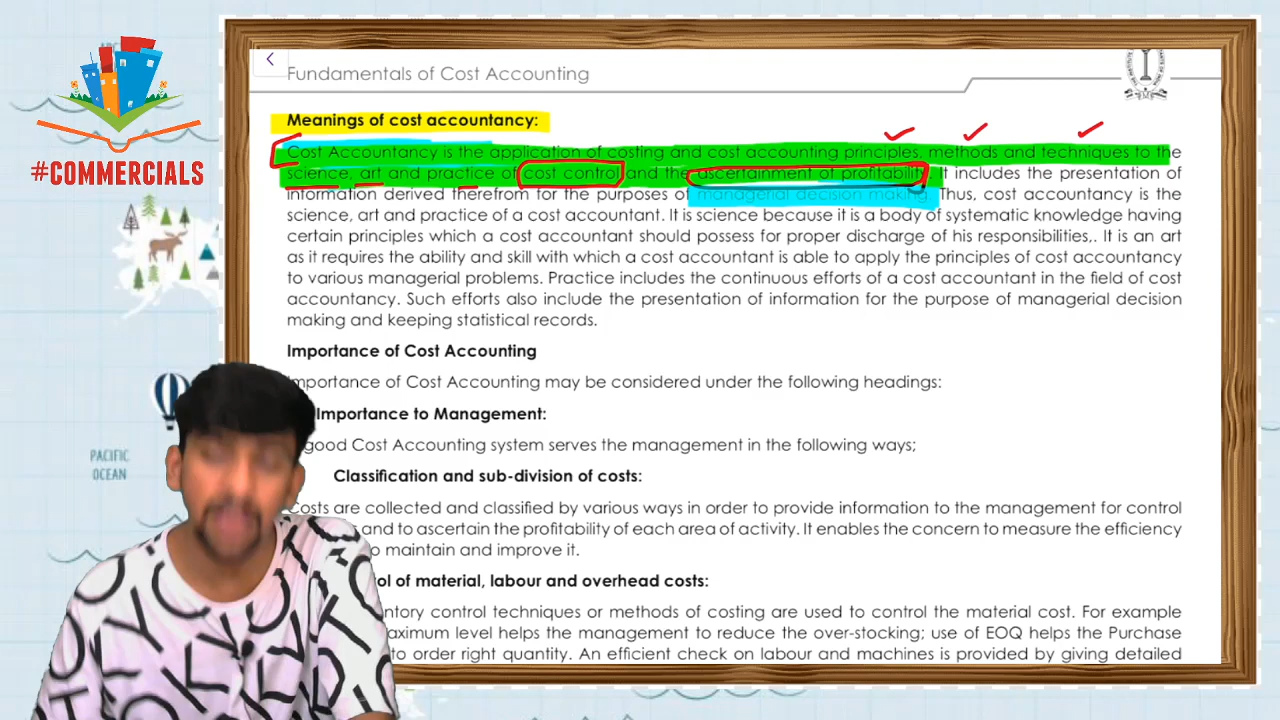 #COMMERCIALS
PACIFIC
OCEAN
Fundamentals of Cost Accounting
Meanings of cost accountancy:
Cost Accountancy is the application of costing and cost accounting principles, methods and techniques to the
science, art and practice of cost control and the ascertainment of profitability. It includes the presentation of
information derived therefrom for the purposes of managerial decision making. Thus, cost accountancy is the
science, art and practice of a cost accountant. It is science because it is a body of systematic knowledge having
certain principles which a cost accountant should possess for proper discharge of his responsibilities,. It is an art
as it requires the ability and skill with which a cost accountant is able to apply the principles of cost accountancy
to various managerial problems. Practice includes the continuous efforts of a cost accountant in the field of cost
accountancy. Such efforts also include the presentation of information for the purpose of managerial decision
making and keeping statistical records.
Importance of Cost Accounting
Importance of Cost Accounting may be considered under the following headings:
Importance to Management:
good Cost Accounting system serves the management in the following ways;
Classification and sub-division of costs:
Costs are collected and classified by various ways in order to provide information to the management for control
and to ascertain the profitability of each area of activity. It enables the concern to measure the efficiency
maintain and improve it.
of material, labour and overhead costs:
control techniques or methods of costing are used to control the material cost. For example
level helps the management to reduce the over-stocking; use of EOQ helps the Purchase
to order right quantity. An efficient check on labour and machines is provided by giving detailed